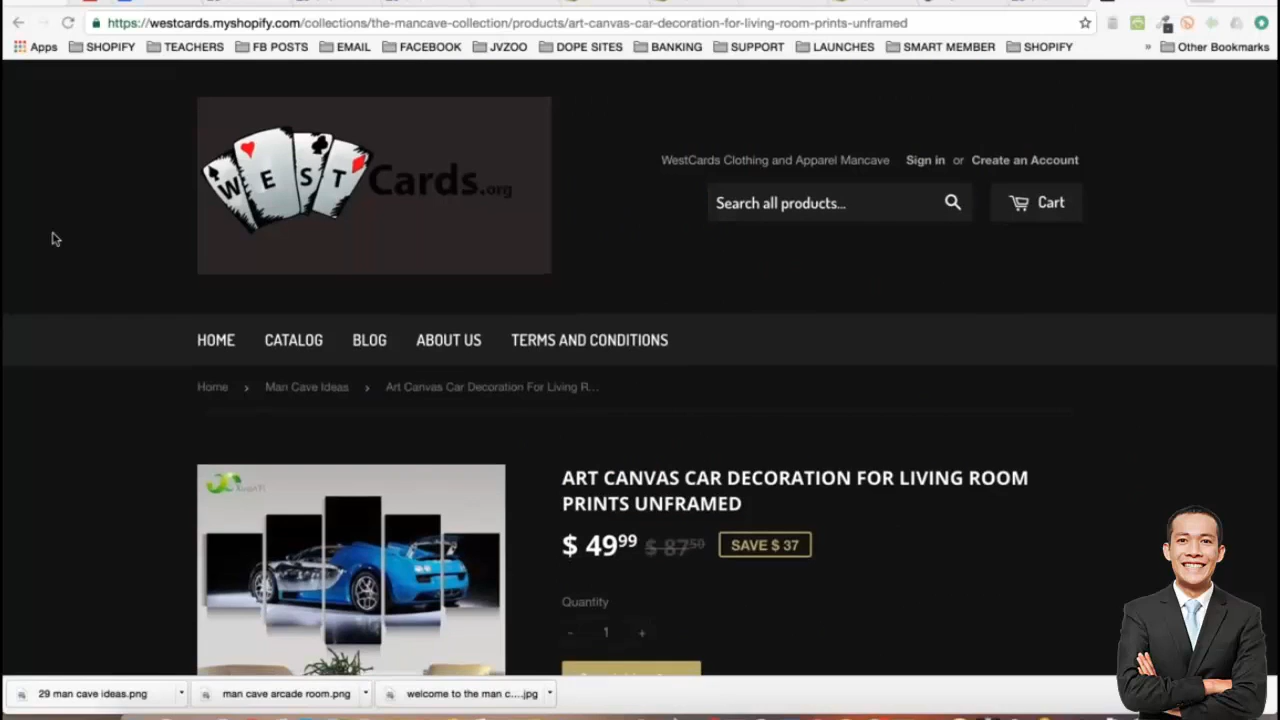 https://westcards.myshopify.com/collections/the-mancave-collection/products/art-canvas-car-decoration-for-living-room-prints-unframed
Apps SHOPIFY TEACHERS FB POSTS EMAIL FACEBOOK JVZOO DOPE SITES BANKING SUPPORT LAUNCHES SMART MEMBER SHOPIFY » Other Bookmarks
WEST Cards.org
WestCards Clothing and Apparel Mancave Sign in or Create an Account
Search all products... Cart
HOME CATALOG BLOG ABOUT US TERMS AND CONDITIONS
Home › Man Cave Ideas › Art Canvas Car Decoration For Living R...
ART CANVAS CAR DECORATION FOR LIVING ROOM
PRINTS UNFRAMED
$ 49.99 $ 87.50 SAVE $ 37
Quantity
- 1 +
29 man cave ideas.png man cave arcade room.png welcome to the man c....jpg